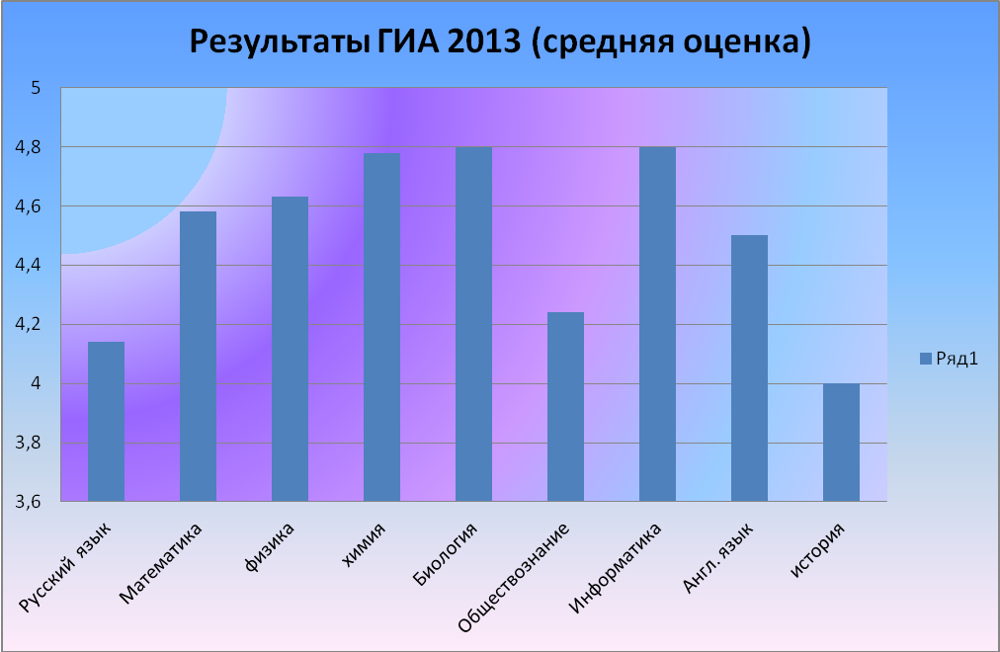 Результаты ГИА 2013 (средняя оценка)
5
4,8
4,6
4,4
4,2
4
3,8
3,6
Русский язык
Математика
физика
химия
Биология
Обществознание
Информатика
Англ. язык
история
Ряд1